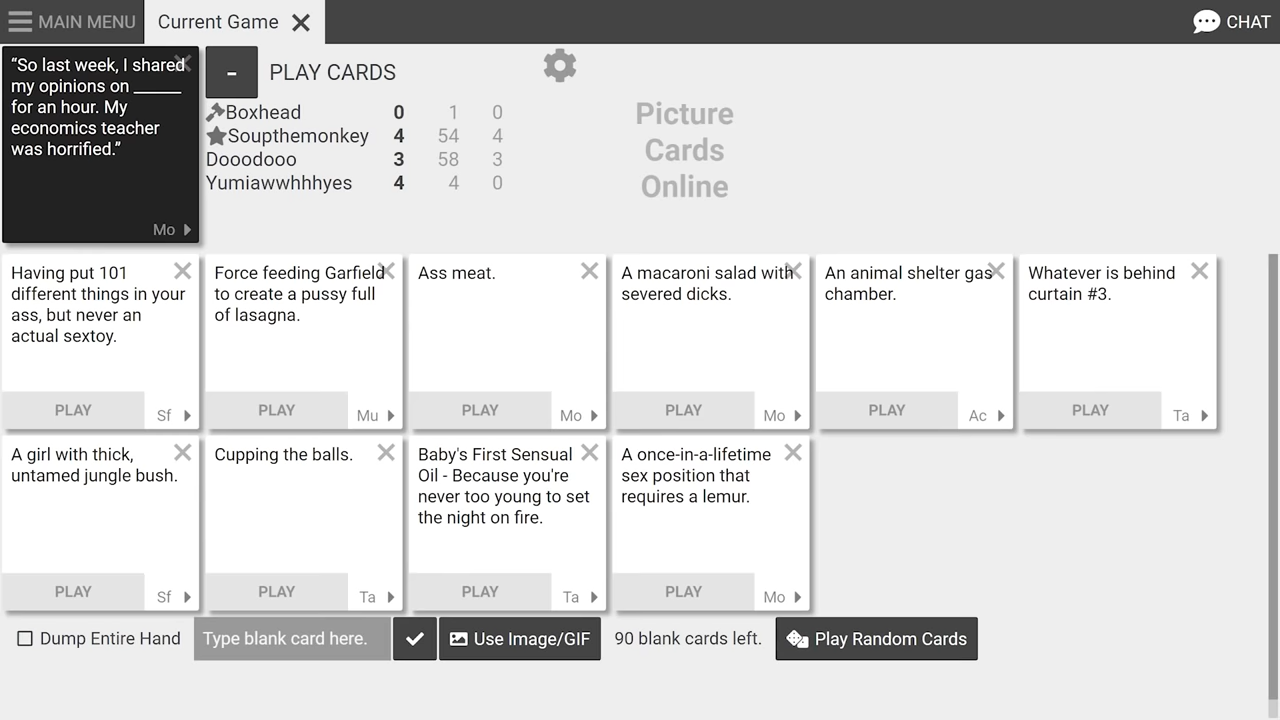 MAIN MENU
Current Game
CHAT
“So last week, I shared
my opinions on ______
for an hour. My
economics teacher
was horrified.”
Mo
-
PLAY CARDS
Boxhead 0 1 0
Soupthemonkey 4 54 4
Dooodooo 3 58 3
Yumiawwhhhyes 4 4 0
Picture
Cards
Online
Having put 101
different things in your
ass, but never an
actual sextoy.
PLAY
Sf
Force feeding Garfield
to create a pussy full
of lasagna.
PLAY
Mu
Ass meat.
PLAY
Mo
A macaroni salad with
severed dicks.
PLAY
Mo
An animal shelter gas
chamber.
PLAY
Ac
Whatever is behind
curtain #3.
PLAY
Ta
A girl with thick,
untamed jungle bush.
PLAY
Sf
Cupping the balls.
PLAY
Ta
Baby's First Sensual
Oil - Because you're
never too young to set
the night on fire.
PLAY
Ta
A once-in-a-lifetime
sex position that
requires a lemur.
PLAY
Mo
Dump Entire Hand
Type blank card here.
Use Image/GIF
90 blank cards left.
Play Random Cards